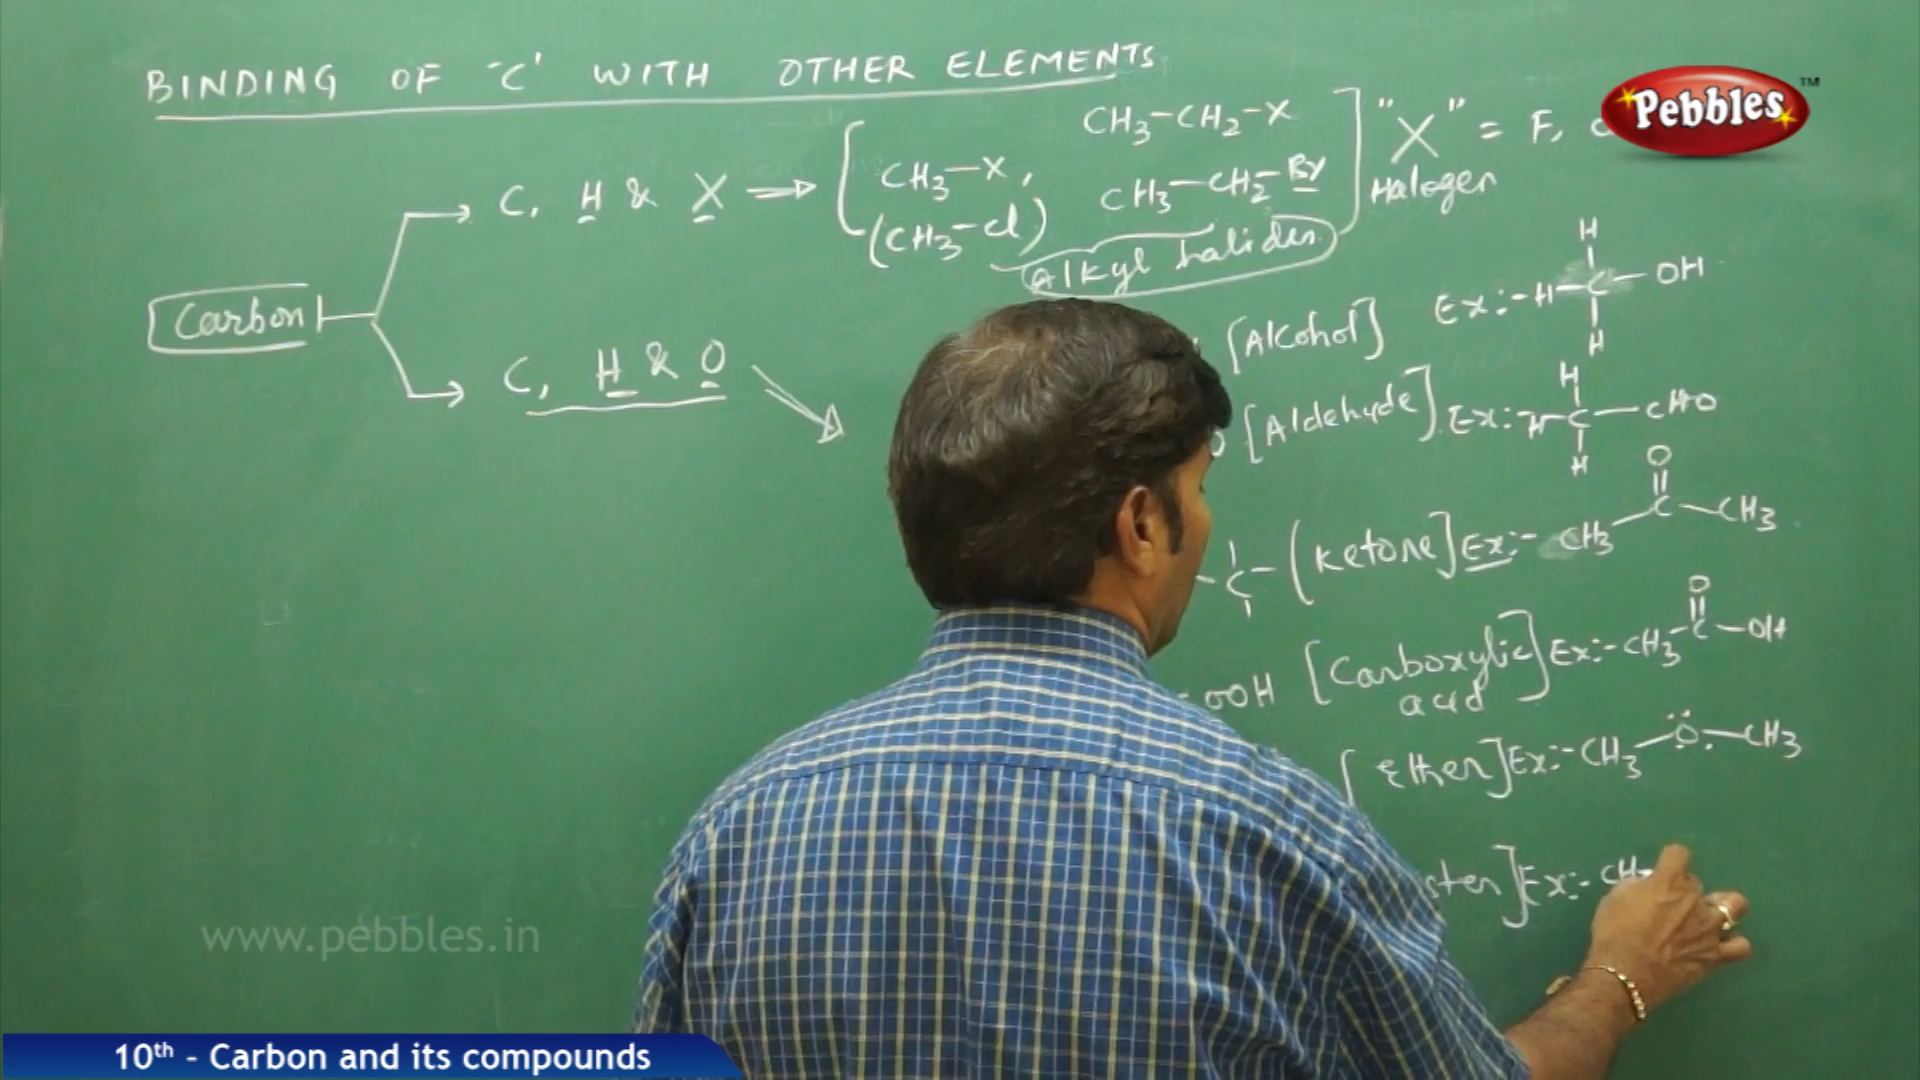 BINDING OF "C" WITH OTHER ELEMENTS
Pebbles™
CH3-CH2-X
"X" = F,
C, H & X → CH3-X,
CH3-CH2-Br
Halogen
(CH3-Cl)
Alkyl halides
Carbon
C, H & O
[Alcohol] Ex:- H-C-OH
H
H
[Aldehyde] Ex:- H-C-CHO
H
H
-C- (Ketone] Ex:- CH3-C-CH3
O
OOH [Carboxylic acid] Ex:- CH3-C-OH
O
[Ether] Ex:- CH3-O-CH3
ster] Ex:- CH3
www.pebbles.in
10th - Carbon and its compounds